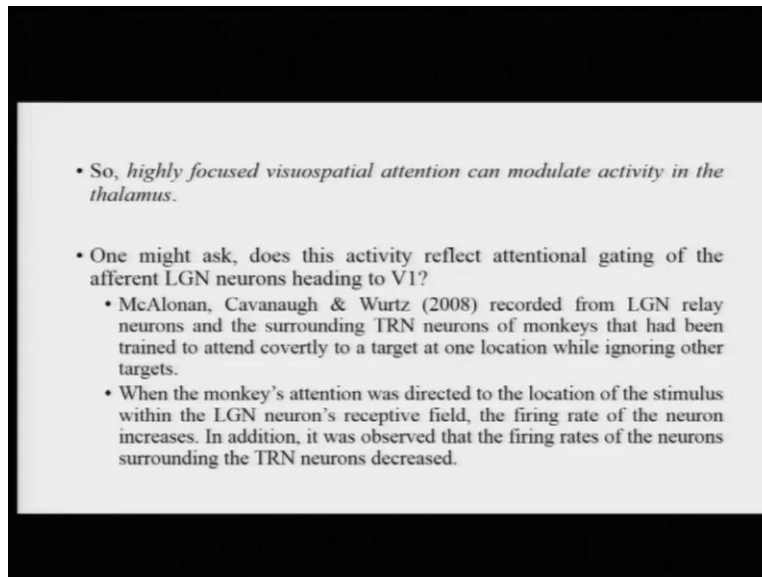 • So, highly focused visuospatial attention can modulate activity in the
thalamus.
• One might ask, does this activity reflect attentional gating of the
afferent LGN neurons heading to V1?
• McAlonan, Cavanaugh & Wurtz (2008) recorded from LGN relay
neurons and the surrounding TRN neurons of monkeys that had been
trained to attend covertly to a target at one location while ignoring other
targets.
• When the monkey's attention was directed to the location of the stimulus
within the LGN neuron's receptive field, the firing rate of the neuron
increases. In addition, it was observed that the firing rates of the neurons
surrounding the TRN neurons decreased.